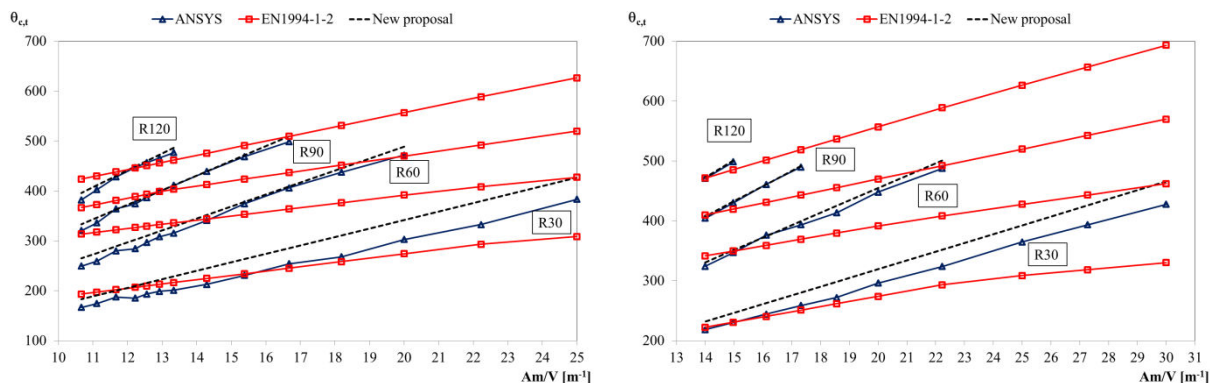 θc,t
ANSYS EN1994-1-2 New proposal
700
600
500
400
300
200
100
R120
R90
R60
R30
10 11 12 13 14 15 16 17 18 19 20 21 22 23 24 25
Am/V [m⁻¹]
θc,t
ANSYS EN1994-1-2 New proposal
700
600
500
400
300
200
R120
R90
R60
R30
13 14 15 16 17 18 19 20 21 22 23 24 25 26 27 28 29 30 31
Am/V [m⁻¹]